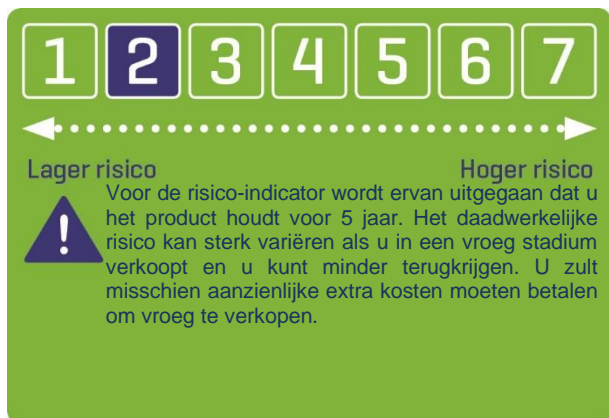 1 2 3 4 5 6 7
Lager risico Hoger risico
Voor de risico-indicator wordt ervan uitgegaan dat u
het product houdt voor 5 jaar. Het daadwerkelijke
risico kan sterk variëren als u in een vroeg stadium
verkoopt en u kunt minder terugkrijgen. U zult
misschien aanzienlijke extra kosten moeten betalen
om vroeg te verkopen.